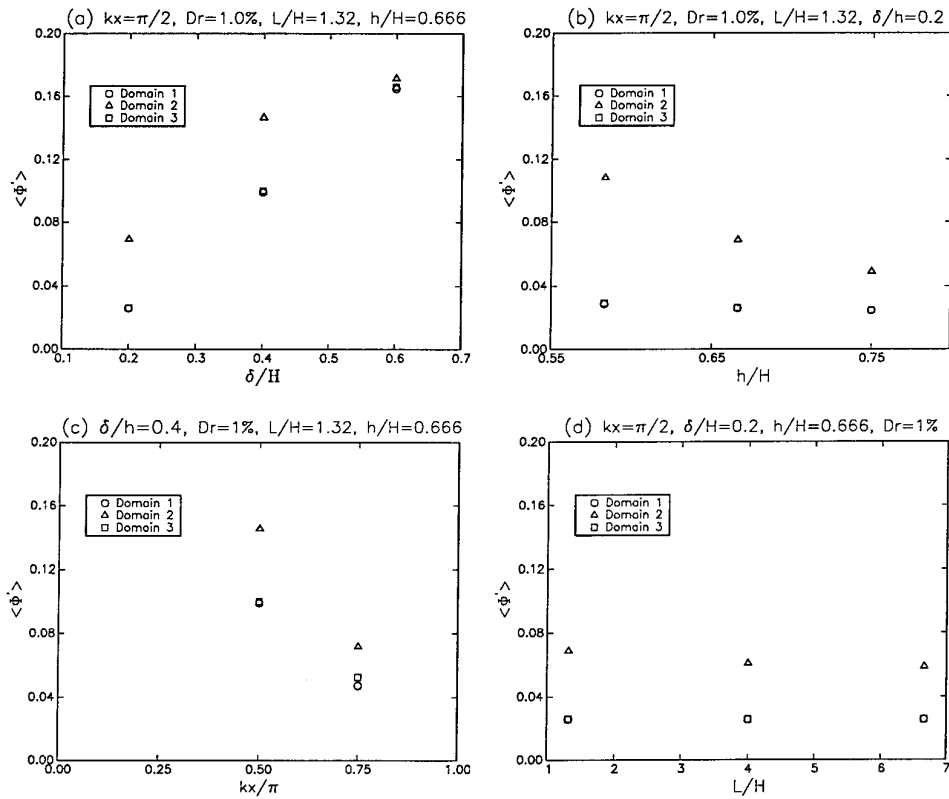 (a) kx=π/2, Dr=1.0%, L/H=1.32, h/H=0.666
0.20
0.16
0.12
0.08
0.04
0.00
<Φ'>
Domain 1
Domain 2
Domain 3
0.1
0.2
0.3
0.4
0.5
0.6
0.7
δ/H
(b) kx=π/2, Dr=1.0%, L/H=1.32, δ/h=0.2
0.20
0.16
0.12
0.08
0.04
0.00
<Φ'>
Domain 1
Domain 2
Domain 3
0.55
0.65
0.75
h/H
(c) δ/h=0.4, Dr=1%, L/H=1.32, h/H=0.666
0.20
0.16
0.12
0.08
0.04
0.00
<Φ'>
Domain 1
Domain 2
Domain 3
0.00
0.25
0.50
0.75
1.00
kx/π
(d) kx=π/2, δ/H=0.2, h/H=0.666, Dr=1%
0.20
0.16
0.12
0.08
0.04
0.00
<Φ'>
Domain 1
Domain 2
Domain 3
1
2
3
4
5
6
7
L/H